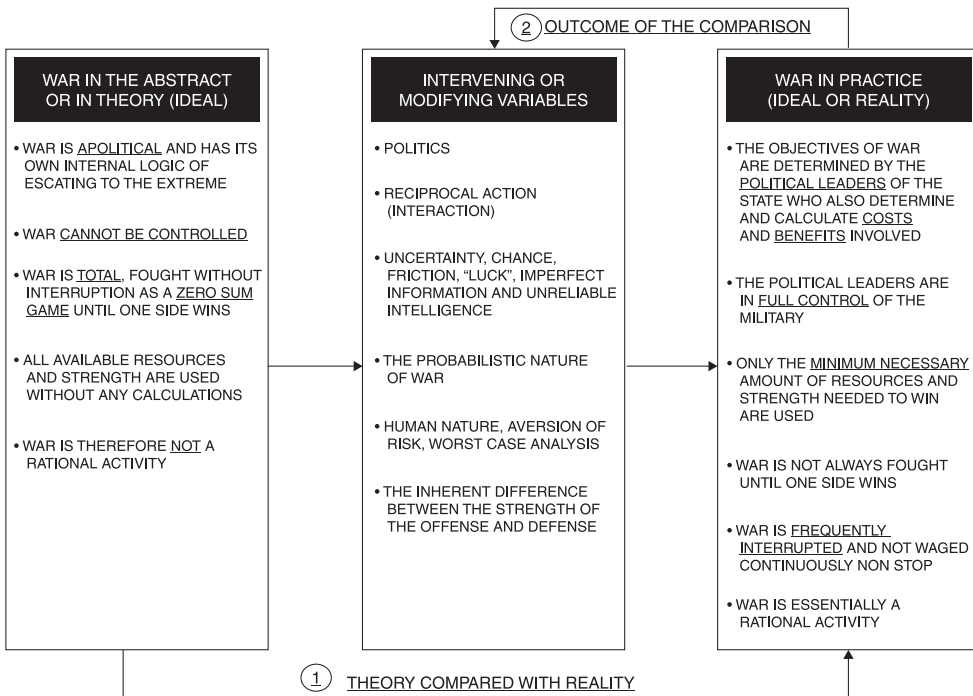 2 OUTCOME OF THE COMPARISON
WAR IN THE ABSTRACT
OR IN THEORY (IDEAL)
• WAR IS APOLITICAL AND HAS ITS
OWN INTERNAL LOGIC OF
ESCATING TO THE EXTREME
• WAR CANNOT BE CONTROLLED
• WAR IS TOTAL, FOUGHT WITHOUT
INTERRUPTION AS A ZERO SUM
GAME UNTIL ONE SIDE WINS
• ALL AVAILABLE RESOURCES
AND STRENGTH ARE USED
WITHOUT ANY CALCULATIONS
• WAR IS THEREFORE NOT A
RATIONAL ACTIVITY
INTERVENING OR
MODIFYING VARIABLES
• POLITICS
• RECIPROCAL ACTION
(INTERACTION)
• UNCERTAINTY, CHANCE,
FRICTION, “LUCK”, IMPERFECT
INFORMATION AND UNRELIABLE
INTELLIGENCE
• THE PROBABILISTIC NATURE
OF WAR
• HUMAN NATURE, AVERSION OF
RISK, WORST CASE ANALYSIS
• THE INHERENT DIFFERENCE
BETWEEN THE STRENGTH OF
THE OFFENSE AND DEFENSE
WAR IN PRACTICE
(IDEAL OR REALITY)
• THE OBJECTIVES OF WAR
ARE DETERMINED BY THE
POLITICAL LEADERS OF THE
STATE WHO ALSO DETERMINE
AND CALCULATE COSTS
AND BENEFITS INVOLVED
• THE POLITICAL LEADERS ARE
IN FULL CONTROL OF THE
MILITARY
• ONLY THE MINIMUM NECESSARY
AMOUNT OF RESOURCES AND
STRENGTH NEEDED TO WIN
ARE USED
• WAR IS NOT ALWAYS FOUGHT
UNTIL ONE SIDE WINS
• WAR IS FREQUENTLY
INTERRUPTED AND NOT WAGED
CONTINUOUSLY NON STOP
• WAR IS ESSENTIALLY A
RATIONAL ACTIVITY
1 THEORY COMPARED WITH REALITY